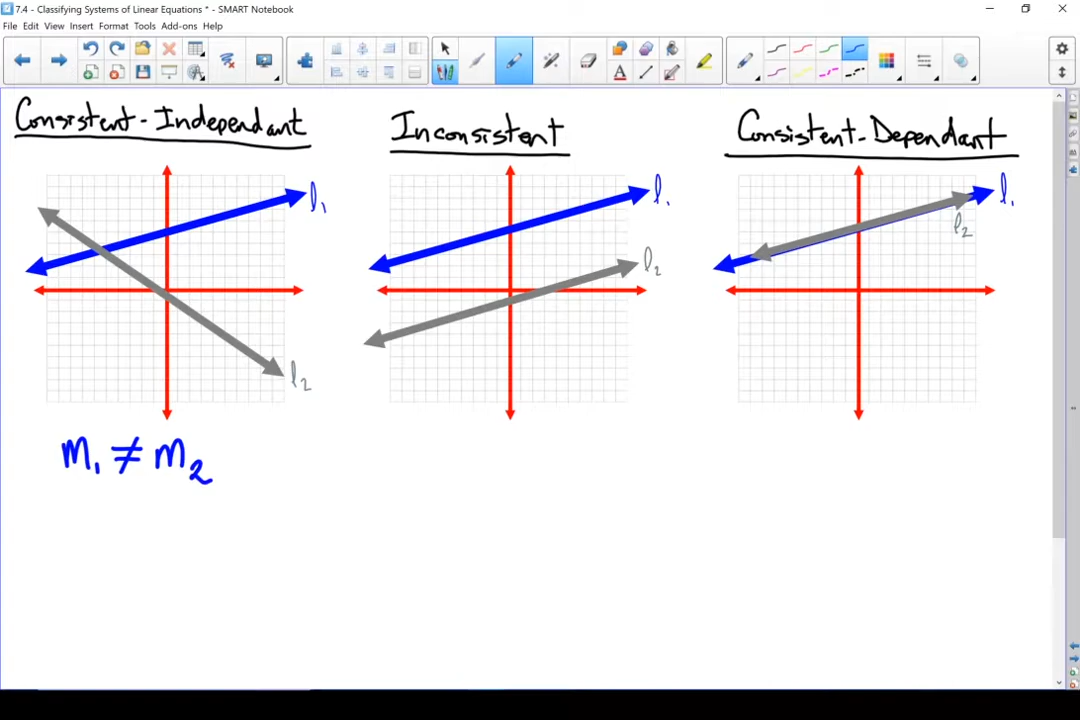 7.4 - Classifying Systems of Linear Equations * - SMART Notebook
File Edit View Insert Format Tools Add-ons Help
Consistent-Independant
Inconsistent
Consistent-Dependant
l₁
l₂
l₁
l₂
l₁
l₂
m₁ ≠ m₂